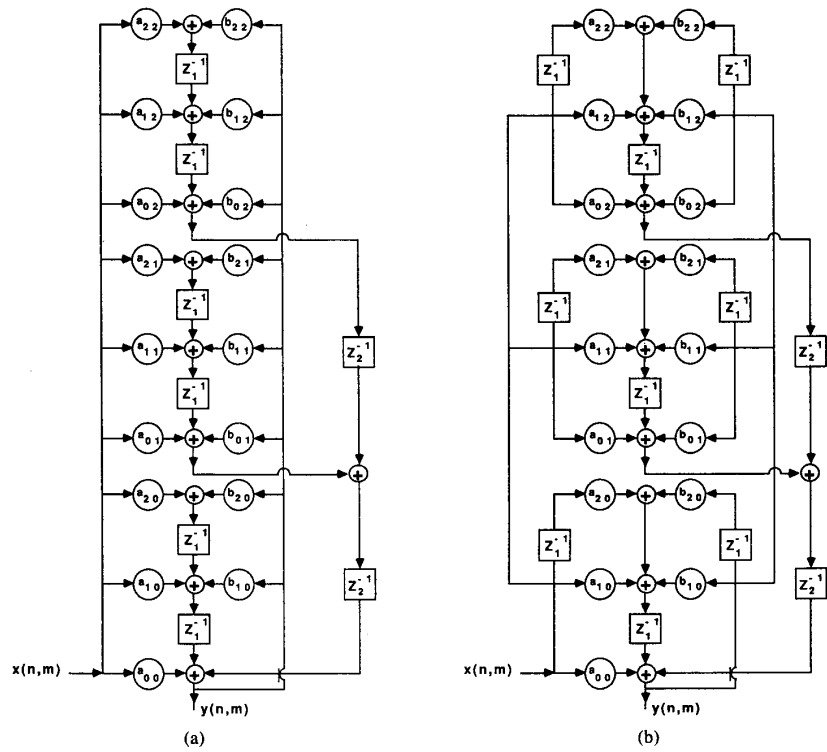 a22 + b22
Z1^-1
a12 + b12
Z1^-1
a02 + b02
a21 + b21
Z1^-1
a11 + b11
Z2^-1
Z1^-1
a01 + b01
+
a20 + b20
Z1^-1
a10 + b10
Z2^-1
Z1^-1
x(n,m)
a00 +
y(n,m)
(a)
a22 + b22
Z1^-1 Z1^-1
a12 + b12
Z1^-1
a02 + b02
a21 + b21
Z1^-1 Z1^-1
a11 + b11
Z2^-1
Z1^-1
a01 + b01
+
a20 + b20
Z1^-1 Z1^-1
a10 + b10
Z2^-1
Z1^-1
x(n,m)
a00 +
y(n,m)
(b)